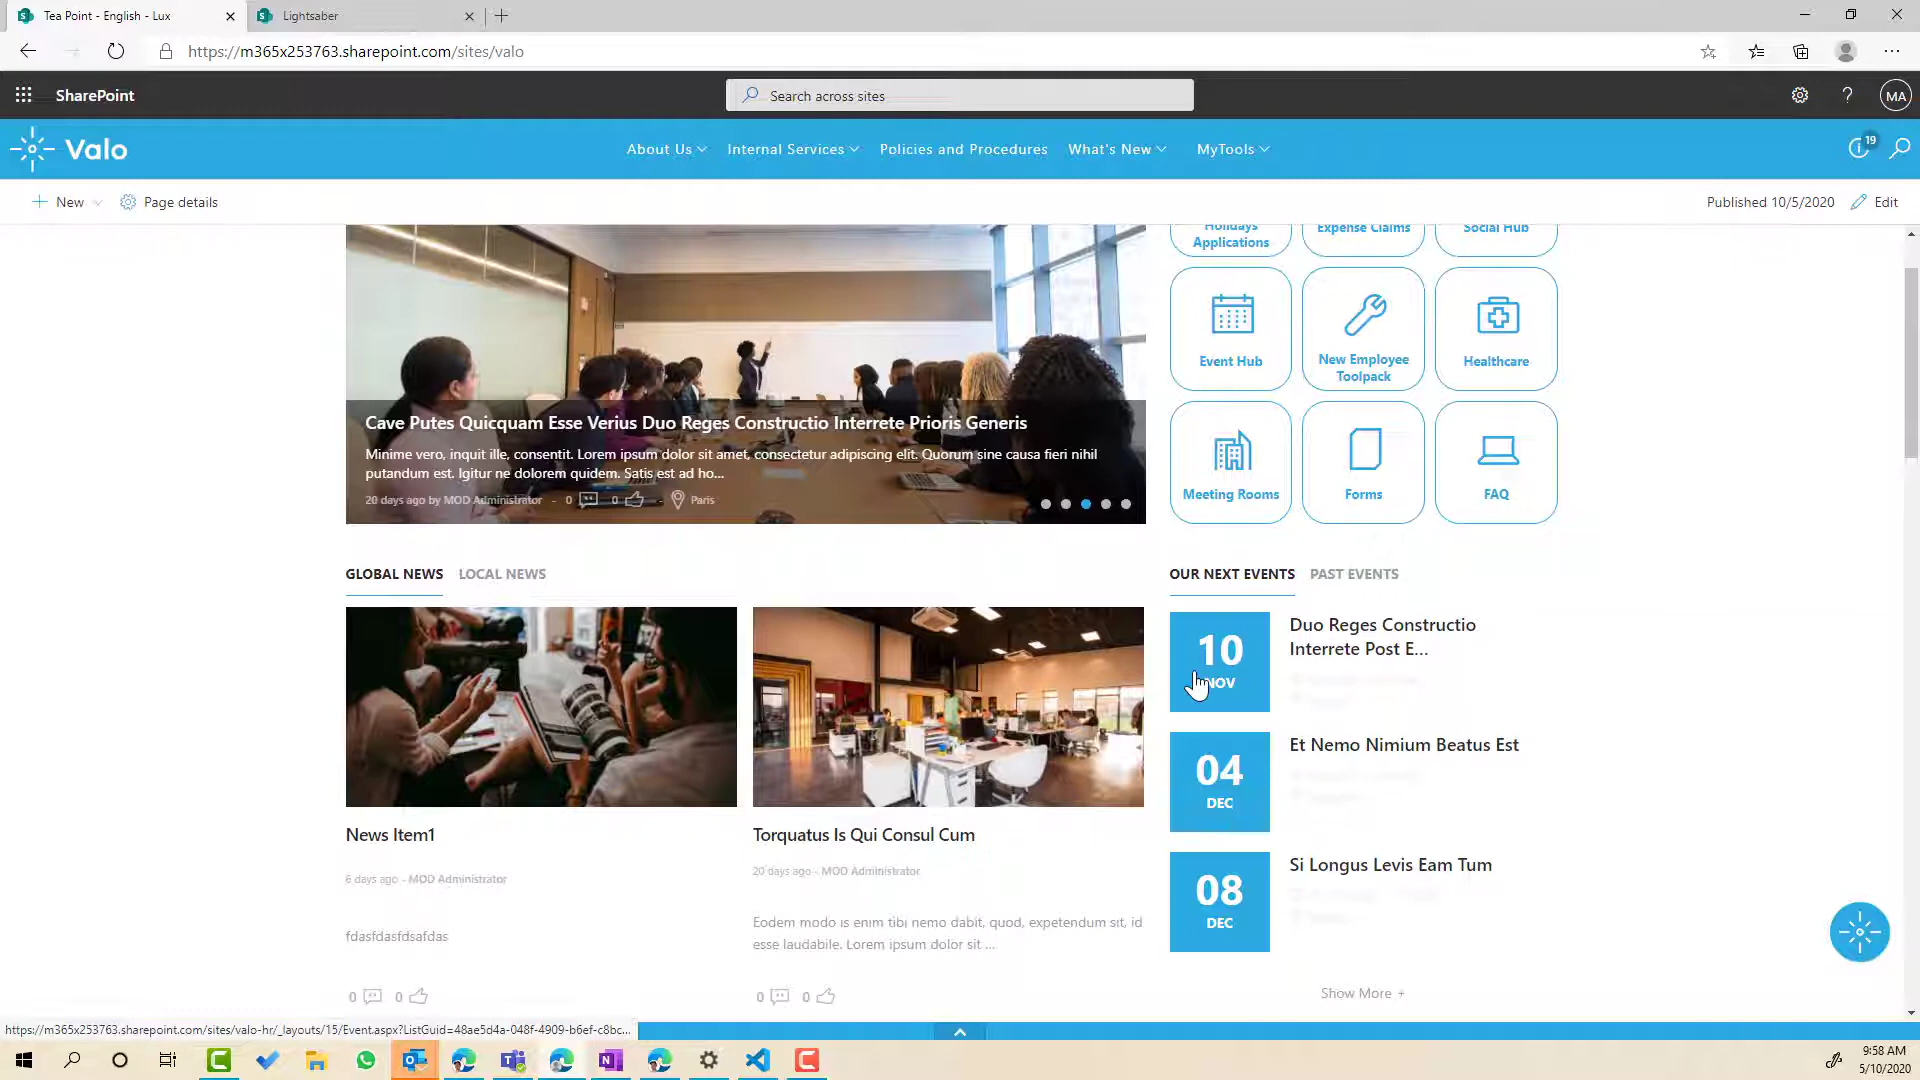 Tea Point - English - Lux
Lightsaber
https://m365x253763.sharepoint.com/sites/valo
SharePoint
Search across sites
MA
Valo
About Us
Internal Services
Policies and Procedures
What's New
MyTools
19
New
Page details
Published 10/5/2020
Edit
Holidays Applications
Expense Claims
Social Hub
Event Hub
New Employee Toolpack
Healthcare
Meeting Rooms
Forms
FAQ
Cave Putes Quicquam Esse Verius Duo Reges Constructio Interrete Prioris Generis
Minime vero, inquit ille, consentit. Lorem ipsum dolor sit amet, consectetur adipiscing elit. Quorum sine causa fieri nihil
putandum est. Igitur ne dolorem quidem. Satis est ad ho...
20 days ago by MOD Administrator - 0 0 - Paris
GLOBAL NEWS
LOCAL NEWS
News Item1
6 days ago - MOD Administrator
fdasfdasfdsafdas
0 0
Torquatus Is Qui Consul Cum
20 days ago - MOD Administrator
Eodem modo is enim tibi nemo dabit, quod, expetendum sit, id
esse laudabile. Lorem ipsum dolor sit ...
0 0
OUR NEXT EVENTS
PAST EVENTS
10
NOV
Duo Reges Constructio
Interrete Post E...
04
DEC
Et Nemo Nimium Beatus Est
08
DEC
Si Longus Levis Eam Tum
Show More +
https://m365x253763.sharepoint.com/sites/valo-hr/_layouts/15/Event.aspx?ListGuid=48ae5d4a-048f-4909-b6ef-c8bc...
9:58 AM
5/10/2020